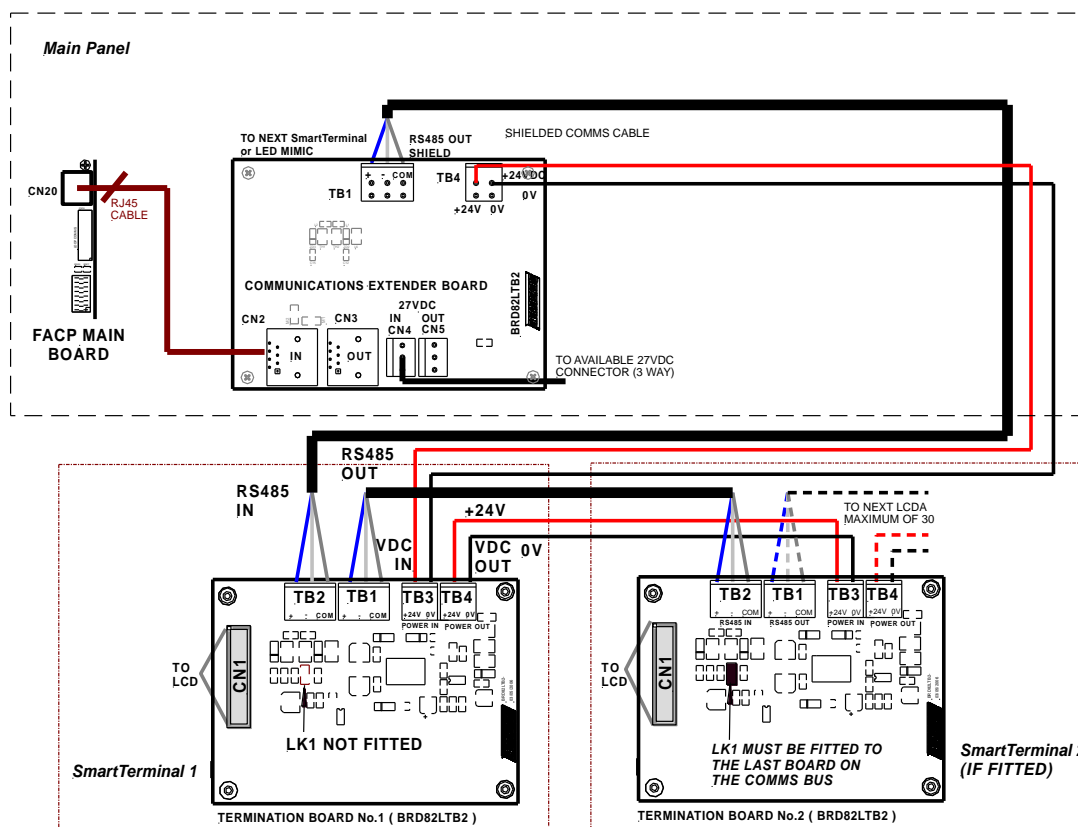 Main Panel
TO NEXT SmartTerminal
or LED MIMIC
RS485 OUT
SHIELD
SHIELDED COMMS CABLE
+ - COM
TB1
TB4
+24VDC
0V
+24V 0V
CN20
RJ45
CABLE
FACP MAIN
BOARD
COMMUNICATIONS EXTENDER BOARD
BRD82LTB2
27VDC
IN
OUT
CN2
CN3
CN4
CN5
IN
OUT
TO AVAILABLE 27VDC
CONNECTOR (3 WAY)
RS485
OUT
RS485
IN
+24V
VDC
IN
VDC
OUT
0V
TO NEXT LCDA
MAXIMUM OF 30
TB2
TB1
TB3
TB4
+ - COM
+ - COM
+24V 0V
+24V 0V
POWER IN
POWER OUT
TO
LCD
CN1
LK1 NOT FITTED
SmartTerminal 1
TERMINATION BOARD No.1 ( BRD82LTB2 )
TB2
TB1
TB3
TB4
+ - COM
+ - COM
+24V 0V
+24V 0V
RS485 IN
RS485 OUT
POWER IN
POWER OUT
TO
LCD
CN1
LK1 MUST BE FITTED TO
THE LAST BOARD ON
THE COMMS BUS
SmartTerminal
(IF FITTED)
TERMINATION BOARD No.2 ( BRD82LTB2 )